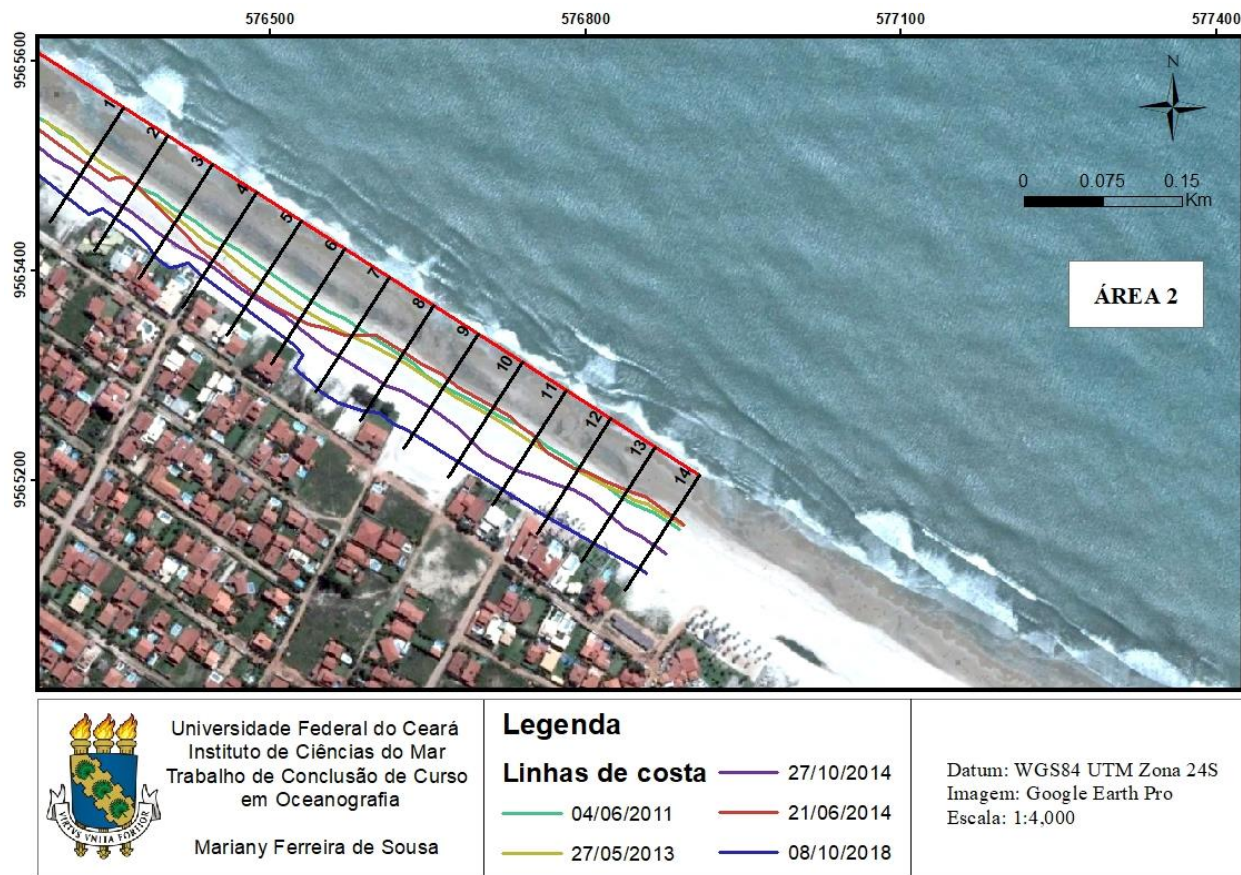 576500
576800
577100
577400
9565600
9565400
9565200
1
2
3
4
5
6
7
8
9
10
11
12
13
14
N
0 0.075 0.15
Km
ÁREA 2
Universidade Federal do Ceará
Instituto de Ciências do Mar
Trabalho de Conclusão de Curso
em Oceanografia
Mariany Ferreira de Sousa
VIRTVS VNITA FORTIOR
Legenda
Linhas de costa
04/06/2011
27/05/2013
27/10/2014
21/06/2014
08/10/2018
Datum: WGS84 UTM Zona 24S
Imagem: Google Earth Pro
Escala: 1:4,000